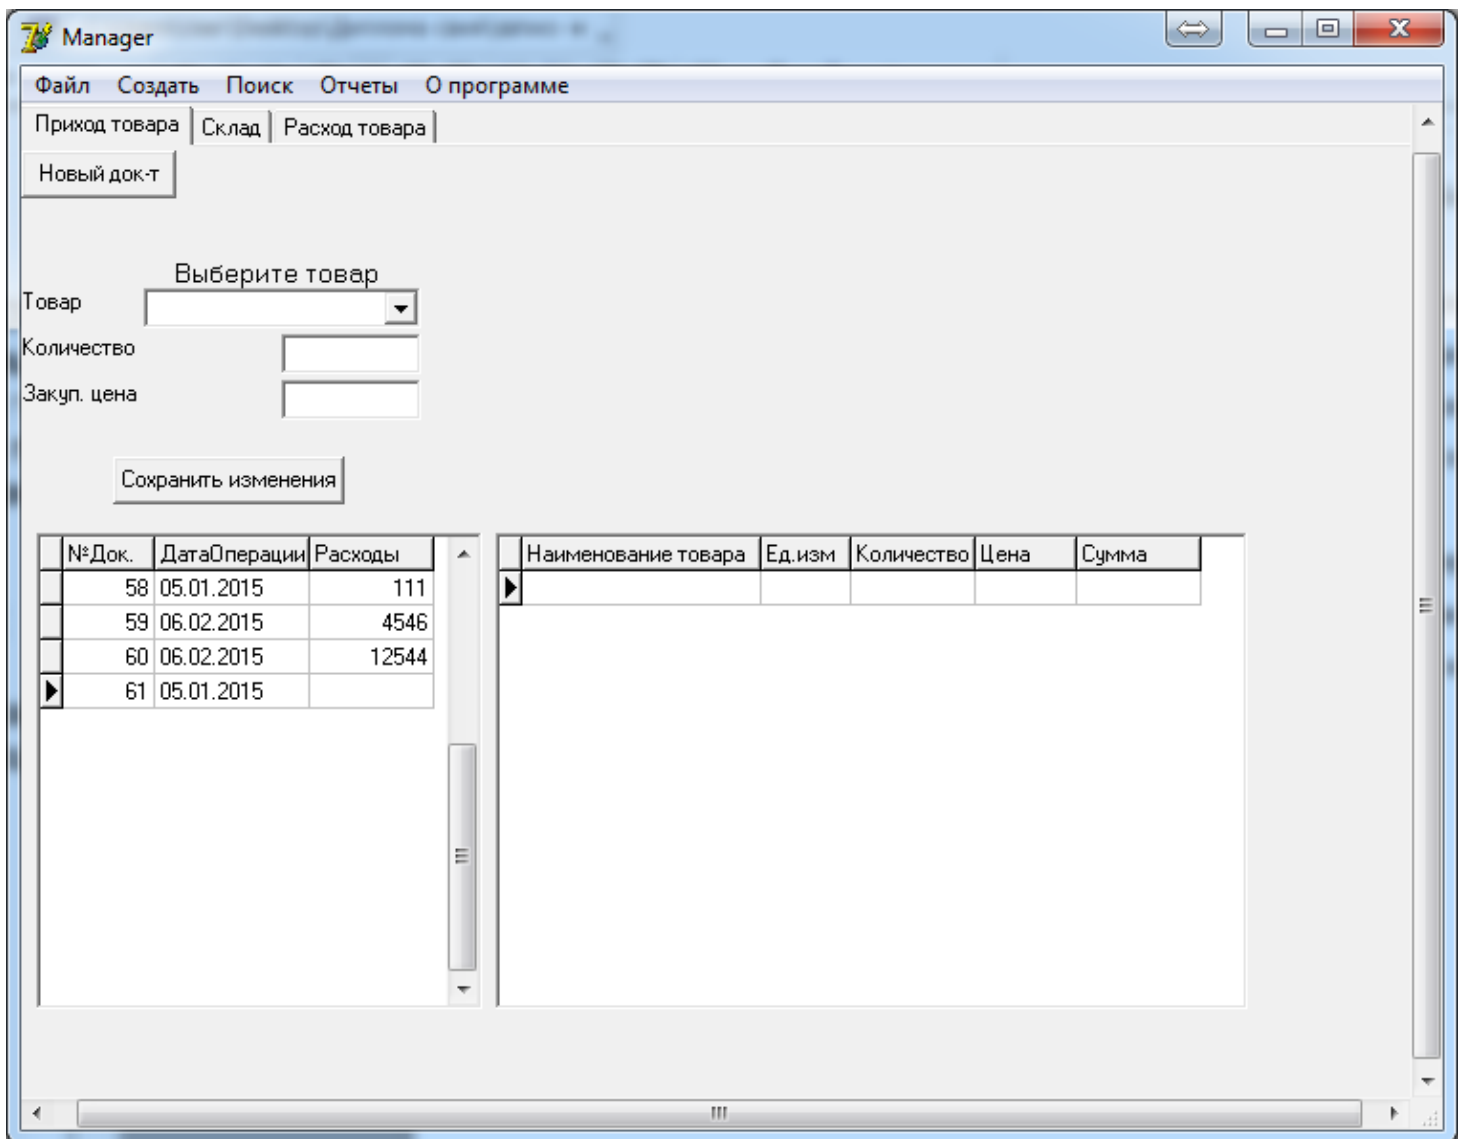 Manager
Файл Создать Поиск Отчеты О программе
Приход товара Склад Расход товара
Новый док-т
Выберите товар
Товар
Количество
Закуп. цена
Сохранить изменения
№Док. ДатаОперации Расходы
58 05.01.2015 111
59 06.02.2015 4546
60 06.02.2015 12544
61 05.01.2015
Наименование товара Ед.изм Количество Цена Сумма